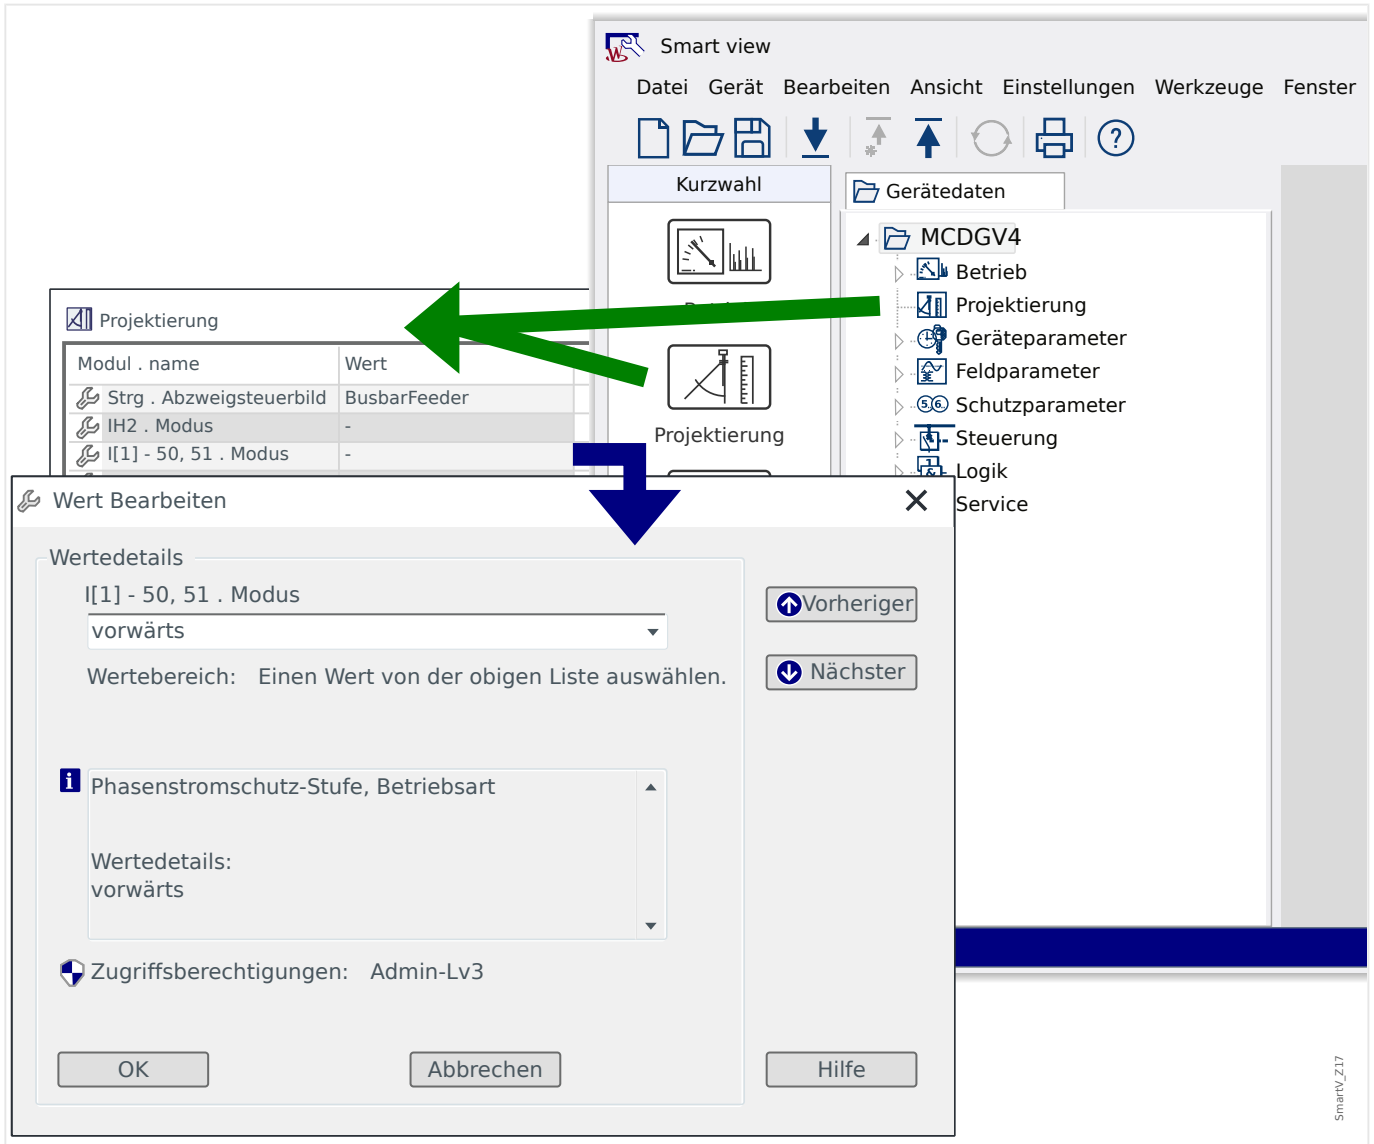 Smart view
Datei Gerät Bearbeiten Ansicht Einstellungen Werkzeuge Fenster
Kurzwahl
Gerätedaten
MCDGV4
Betrieb
Projektierung
Geräteparameter
Feldparameter
Schutzparameter
Steuerung
Logik
Service
Projektierung
Projektierung
Modul . name Wert
Strg . Abzweigsteuerbild BusbarFeeder
IH2 . Modus -
I[1] - 50, 51 . Modus -
Wert Bearbeiten
Wertedetails
I[1] - 50, 51 . Modus
vorwärts
Wertebereich: Einen Wert von der obigen Liste auswählen.
Vorheriger
Nächster
Phasenstromschutz-Stufe, Betriebsart
Wertedetails:
vorwärts
Zugriffsberechtigungen: Admin-Lv3
OK Abbrechen Hilfe
SmartV_Z17